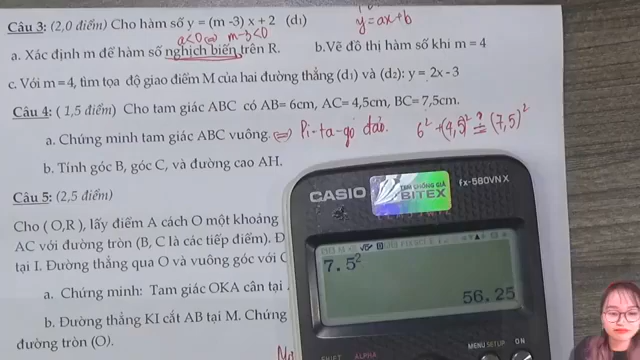 Câu 3: (2,0 điểm) Cho hàm số y = (m -3) x + 2 (d₁)
y = ax + b
a<0 ⇔ m-3<0
a. Xác định m để hàm số nghịch biến trên R. b.Vẽ đồ thị hàm số khi m = 4
c. Với m = 4, tìm tọa độ giao điểm M của hai đường thẳng (d₁) và (d₂): y = 2x - 3
Câu 4: ( 1,5 điểm) Cho tam giác ABC có AB= 6cm, AC= 4,5cm, BC= 7,5cm.
a. Chứng minh tam giác ABC vuông. ⇔ Pi-ta-go đảo. 6² + (4,5)² ≟ (7,5)²
b. Tính góc B, góc C, và đường cao AH.
Câu 5: (2,5 điểm)
Cho ( O,R ), lấy điểm A cách O một khoảng
AC với đường tròn (B, C là các tiếp điểm).
tại I. Đường thẳng qua O và vuông góc với
a. Chứng minh: Tam giác OKA cân tại
b. Đường thẳng KI cắt AB tại M. Chứng
đường tròn (O).
CASIO
TEM CHỐNG GIẢ
BITEX
fx-580VN X
7.5²
56.25
MENU SETUP ON
SHIFT ALPHA